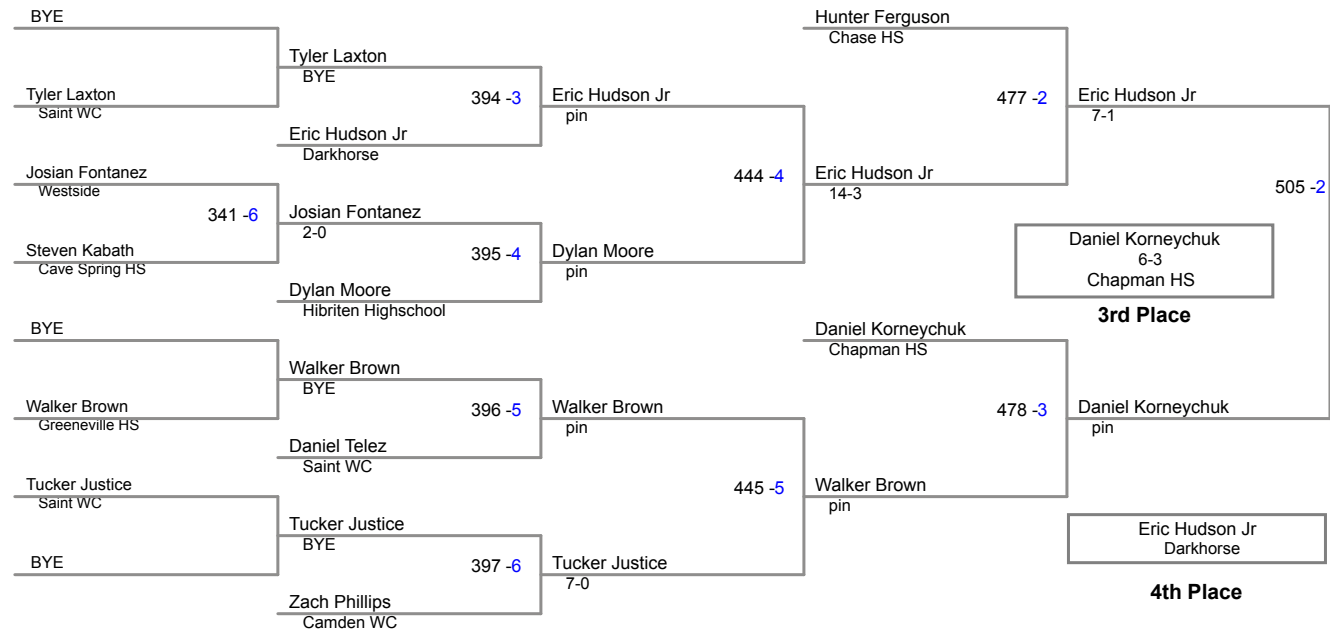 BYE
Tyler Laxton
Saint WC
Josian Fontanez
Westside
341 -6
Steven Kabath
Cave Spring HS
BYE
Walker Brown
Greeneville HS
Tucker Justice
Saint WC
BYE
Tyler Laxton
BYE
394 -3
Eric Hudson Jr
Darkhorse
Josian Fontanez
2-0
395 -4
Dylan Moore
Hibriten Highschool
Walker Brown
BYE
396 -5
Daniel Telez
Saint WC
Tucker Justice
BYE
397 -6
Zach Phillips
Camden WC
Eric Hudson Jr
pin
444 -4
Dylan Moore
pin
Walker Brown
pin
445 -5
Tucker Justice
7-0
Hunter Ferguson
Chase HS
477 -2
Eric Hudson Jr
14-3
Daniel Korneychuk
Chapman HS
478 -3
Walker Brown
pin
Eric Hudson Jr
7-1
505 -2
Daniel Korneychuk
6-3
Chapman HS
3rd Place
Daniel Korneychuk
pin
Eric Hudson Jr
Darkhorse
4th Place